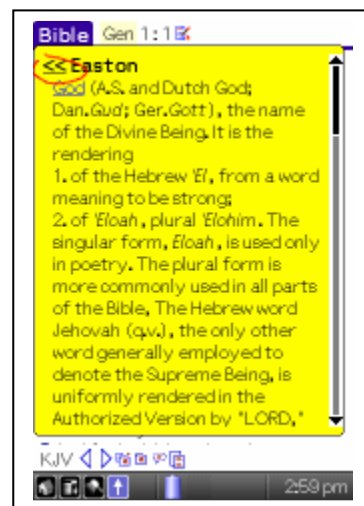 Bible Gen 1:1
<< Easton
God (A.S. and Dutch God;
Dan.Gud; Ger.Gott), the name
of the Divine Being. It is the
rendering
1. of the Hebrew 'El, from a word
meaning to be strong;
2. of 'Eloah, plural 'Elohim. The
singular form, Eloah, is used only
in poetry. The plural form is
more commonly used in all parts
of the Bible, The Hebrew word
Jehovah (q.v.), the only other
word generally employed to
denote the Supreme Being, is
uniformly rendered in the
Authorized Version by "LORD,"
KJV
2:59 pm